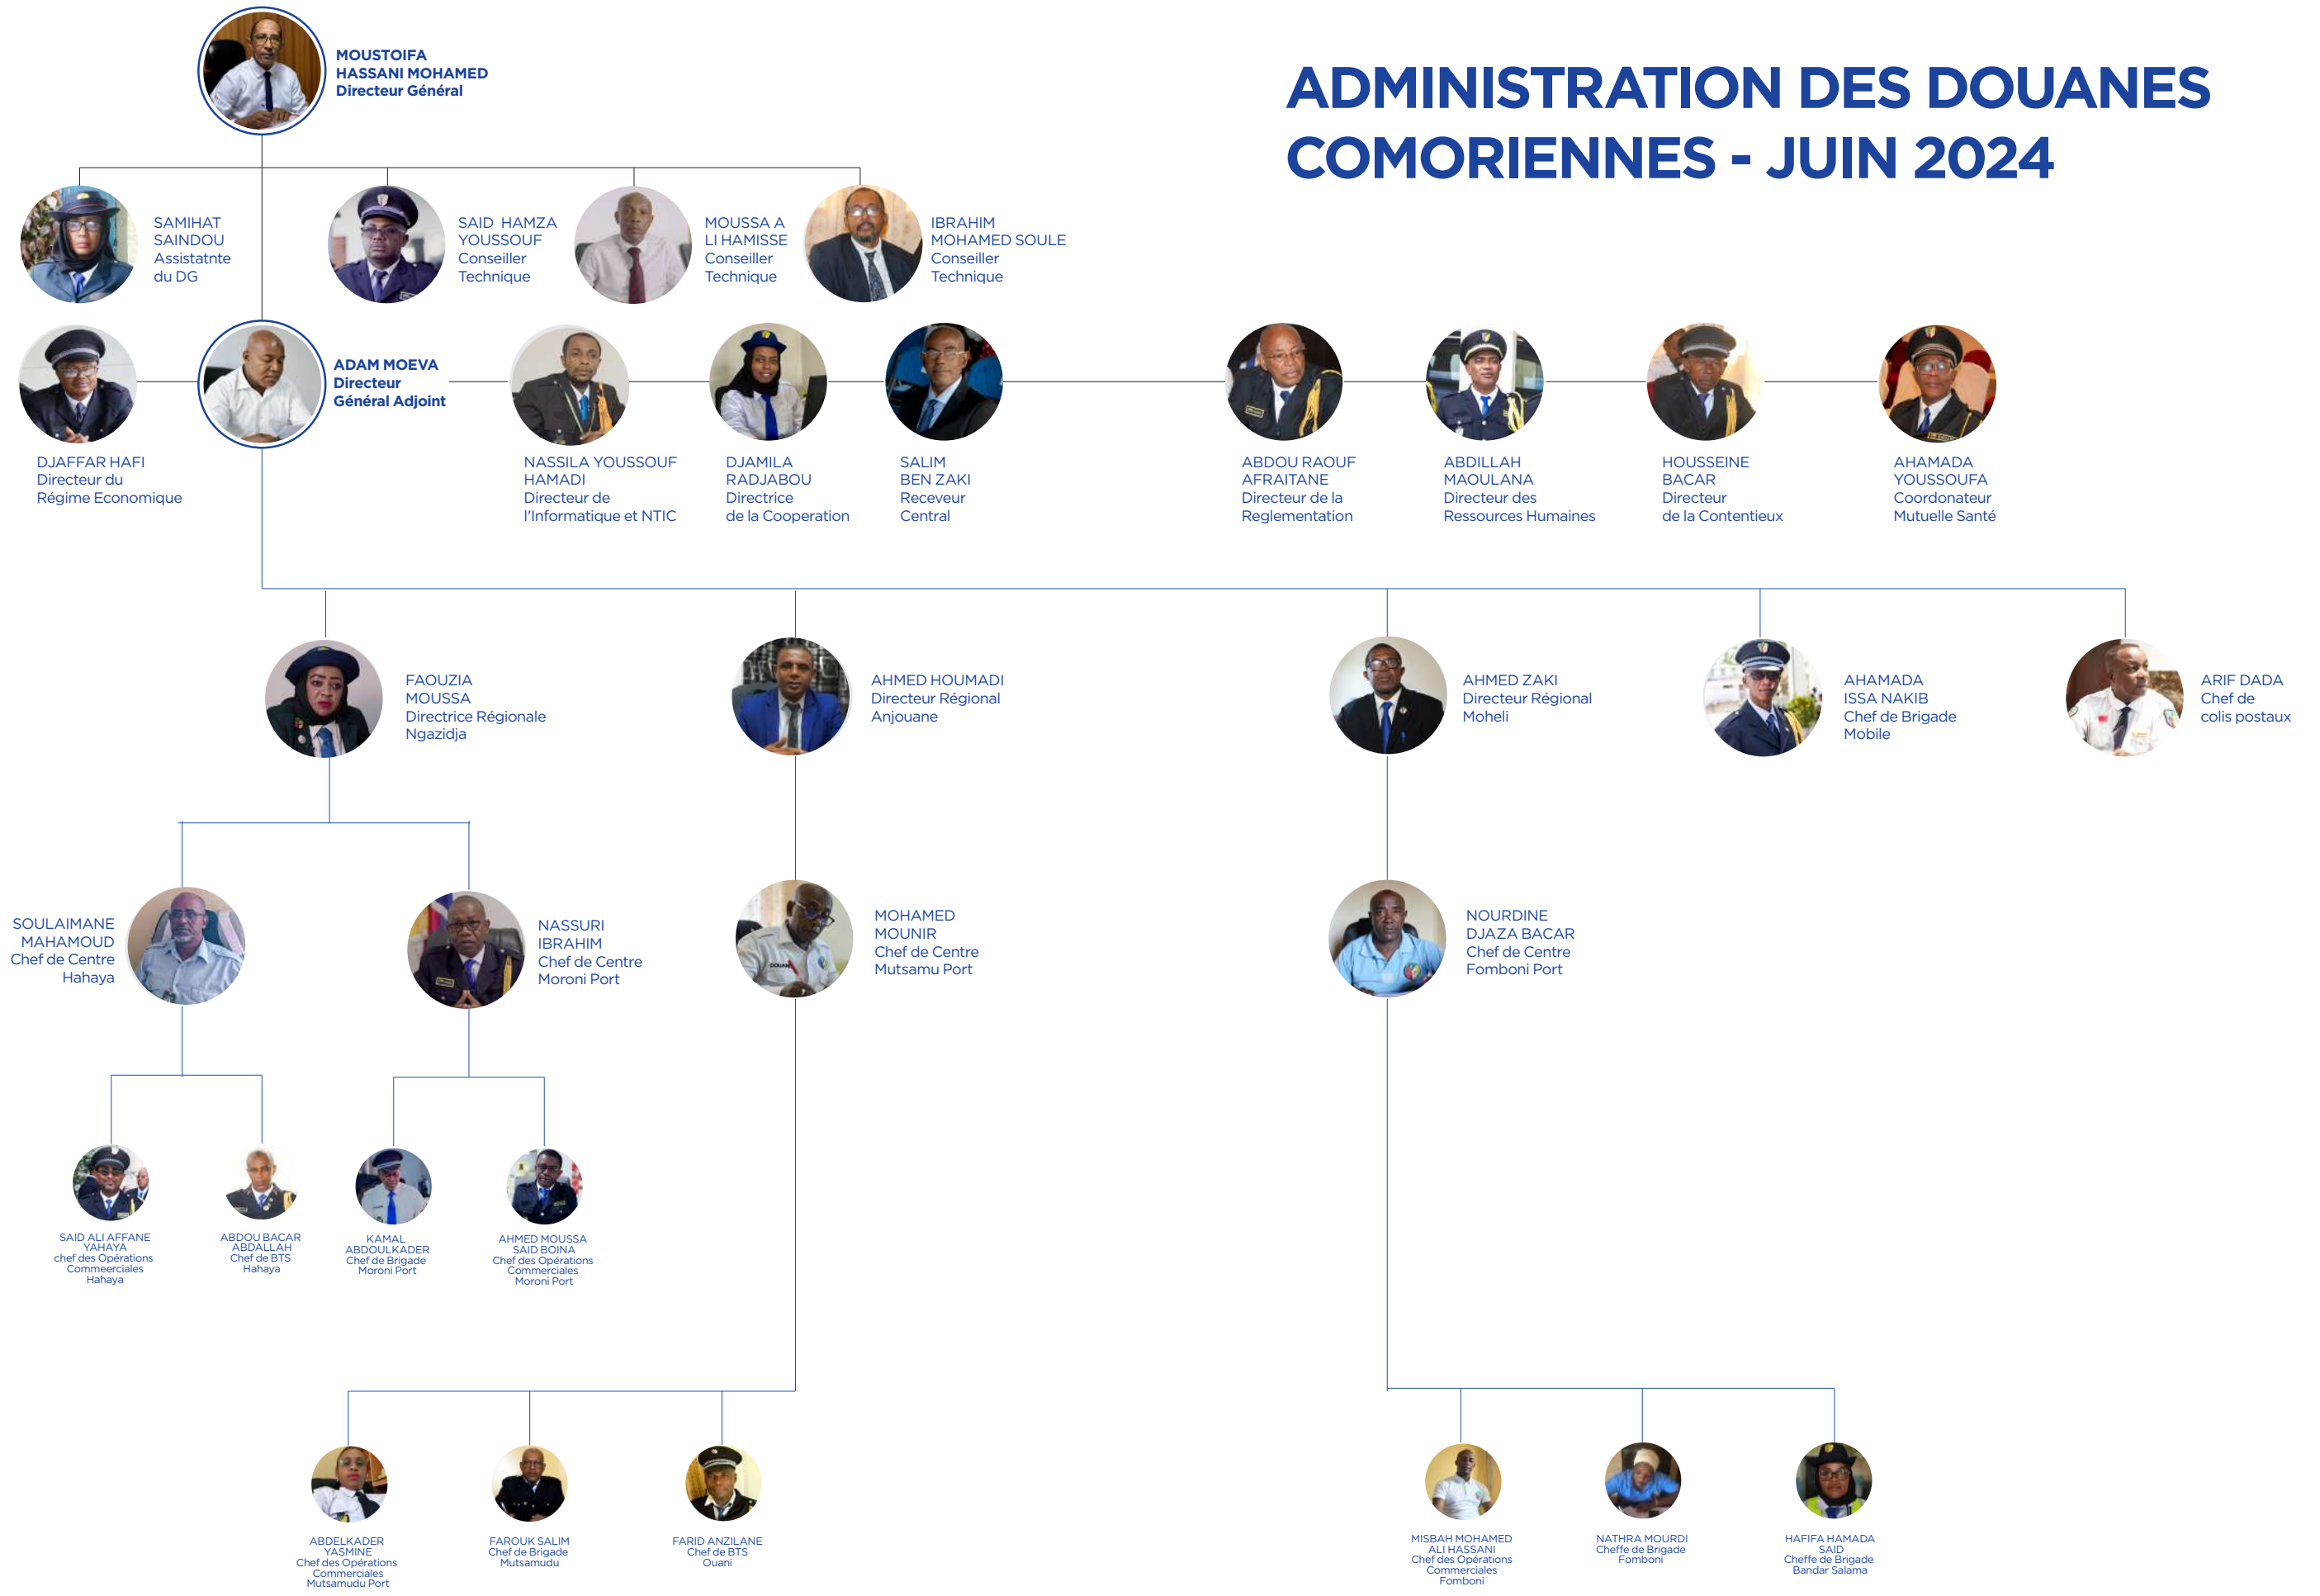 MOUSTOIFA
HASSANI MOHAMED
Directeur Général
ADMINISTRATION DES DOUANES
COMORIENNES - JUIN 2024
SAMIHAT
SAINDOU
Assistatnte
du DG
SAID HAMZA
YOUSSOUF
Conseiller
Technique
MOUSSA A
LI HAMISSE
Conseiller
Technique
IBRAHIM
MOHAMED SOULE
Conseiller
Technique
DJAFFAR HAFI
Directeur du
Régime Economique
ADAM MOEVA
Directeur
Général Adjoint
NASSILA YOUSSOUF
HAMADI
Directeur de
l'Informatique et NTIC
DJAMILA
RADJABOU
Directrice
de la Cooperation
SALIM
BEN ZAKI
Receveur
Central
ABDOU RAOUF
AFRAITANE
Directeur de la
Reglementation
ABDILLAH
MAOULANA
Directeur des
Ressources Humaines
HOUSSEINE
BACAR
Directeur
de la Contentieux
AHAMADA
YOUSSOUFA
Coordonateur
Mutuelle Santé
FAOUZIA
MOUSSA
Directrice Régionale
Ngazidja
AHMED HOUMADI
Directeur Régional
Anjouane
AHMED ZAKI
Directeur Régional
Moheli
AHAMADA
ISSA NAKIB
Chef de Brigade
Mobile
ARIF DADA
Chef de
colis postaux
SOULAIMANE
MAHAMOUD
Chef de Centre
Hahaya
NASSURI
IBRAHIM
Chef de Centre
Moroni Port
MOHAMED
MOUNIR
Chef de Centre
Mutsamu Port
NOURDINE
DJAZA BACAR
Chef de Centre
Fomboni Port
SAID ALI AFFANE
YAHAYA
chef des Opérations
Commeerciales
Hahaya
ABDOU BACAR
ABDALLAH
Chef de BTS
Hahaya
KAMAL
ABDOULKADER
Chef de Brigade
Moroni Port
AHMED MOUSSA
SAID BOINA
Chef des Opérations
Commerciales
Moroni Port
ABDELKADER
YASMINE
Chef des Opérations
Commerciales
Mutsamudu Port
FAROUK SALIM
Chef de Brigade
Mutsamudu
FARID ANZILANE
Chef de BTS
Ouani
MISBAH MOHAMED
ALI HASSANI
Chef des Opérations
Commerciales
Fomboni
NATHRA MOURDI
Cheffe de Brigade
Fomboni
HAFIFA HAMADA
SAID
Cheffe de Brigade
Bandar Salama